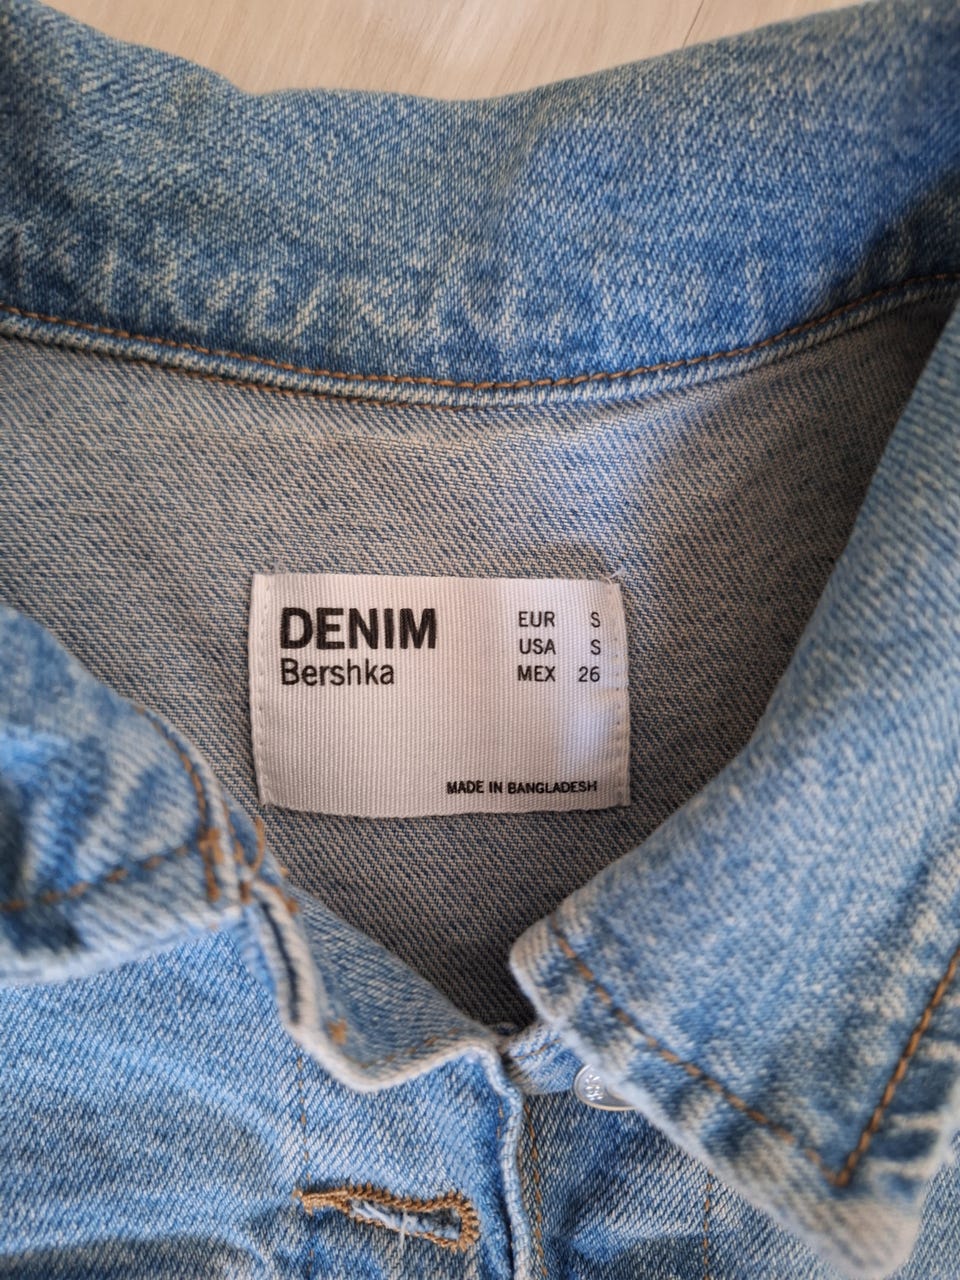 DENIM
Bershka
EUR S
USA S
MEX 26
MADE IN BANGLADESH